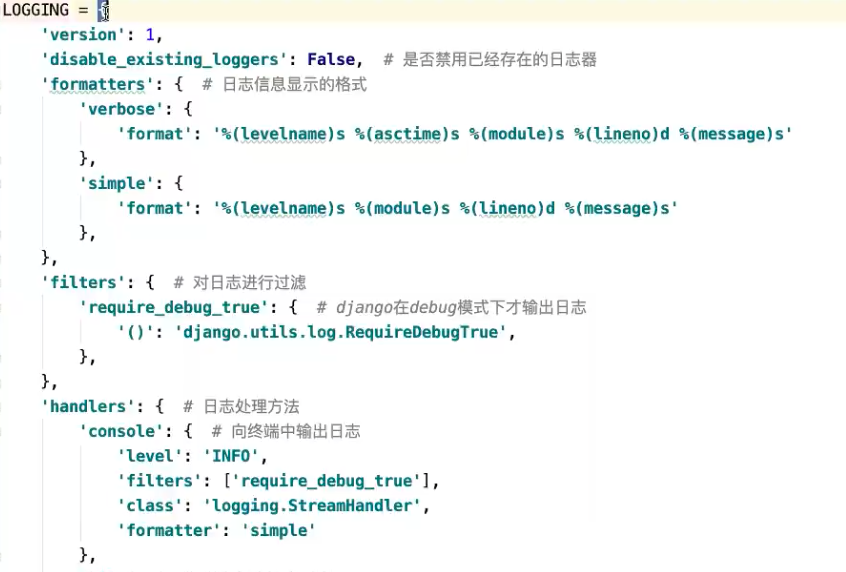 LOGGING = {
    'version': 1,
    'disable_existing_loggers': False,  # 是否禁用已经存在的日志器
    'formatters': {  # 日志信息显示的格式
        'verbose': {
            'format': '%(levelname)s %(asctime)s %(module)s %(lineno)d %(message)s'
        },
        'simple': {
            'format': '%(levelname)s %(module)s %(lineno)d %(message)s'
        },
    },
    'filters': {  # 对日志进行过滤
        'require_debug_true': {  # django在debug模式下才输出日志
            '()': 'django.utils.log.RequireDebugTrue',
        },
    },
    'handlers': {  # 日志处理方法
        'console': {  # 向终端中输出日志
            'level': 'INFO',
            'filters': ['require_debug_true'],
            'class': 'logging.StreamHandler',
            'formatter': 'simple'
        },